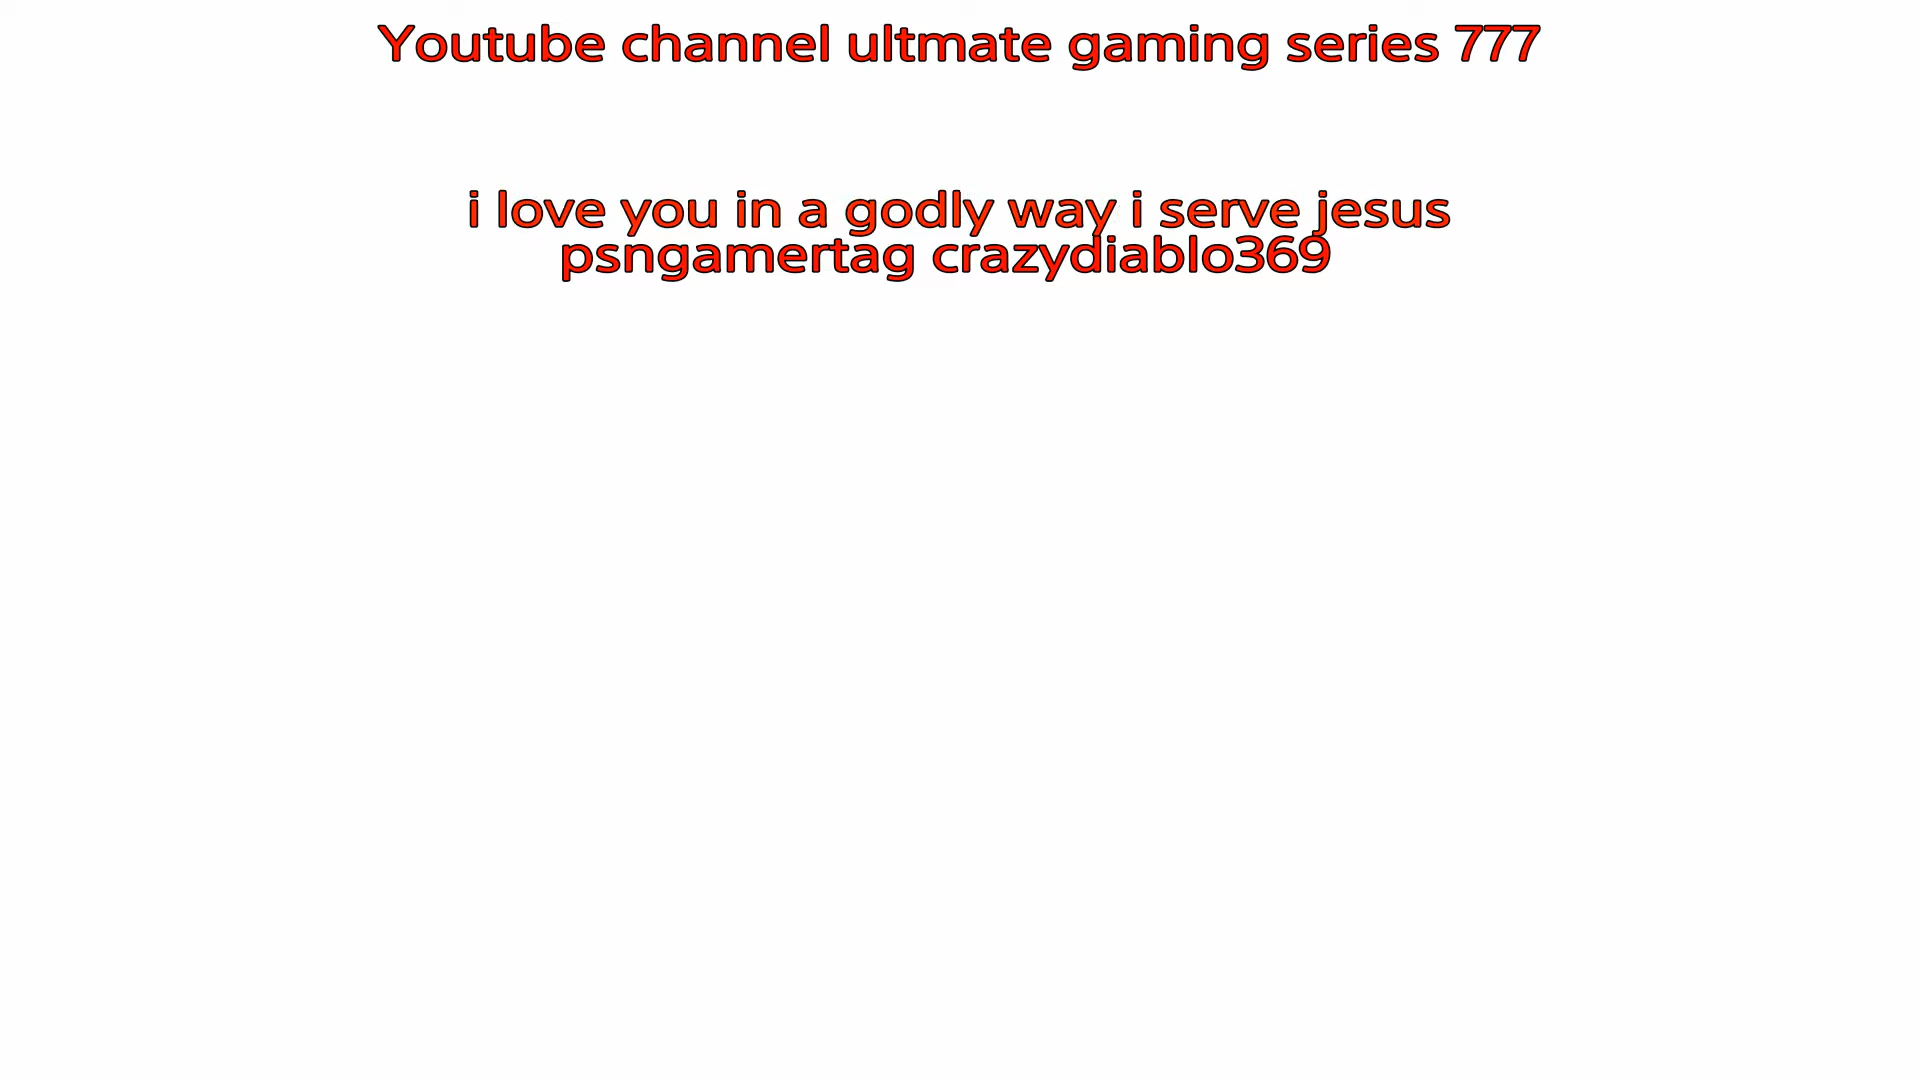 Youtube channel ultmate gaming series 777
i love you in a godly way i serve jesus
psngamertag crazydiablo369